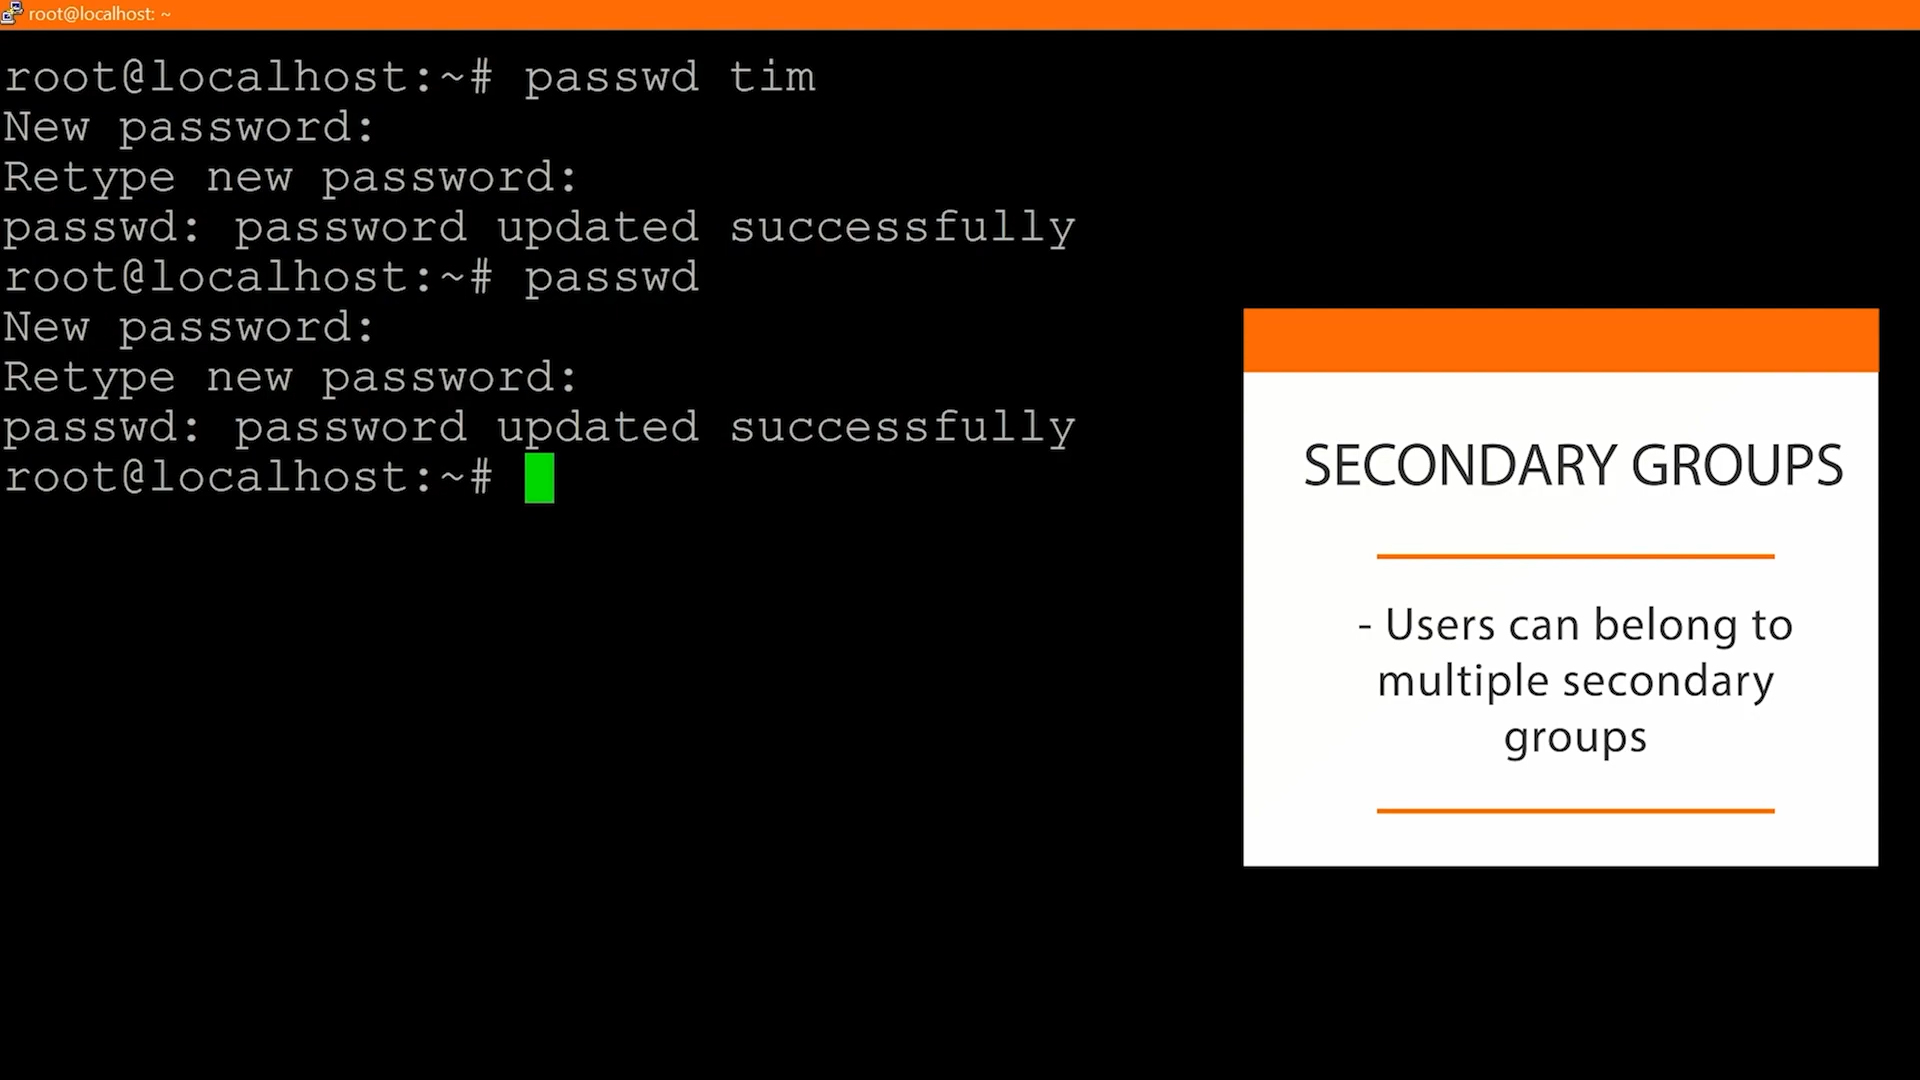 root@localhost: ~
root@localhost:~# passwd tim
New password:
Retype new password:
passwd: password updated successfully
root@localhost:~# passwd
New password:
Retype new password:
passwd: password updated successfully
root@localhost:~#
SECONDARY GROUPS
- Users can belong to
multiple secondary
groups